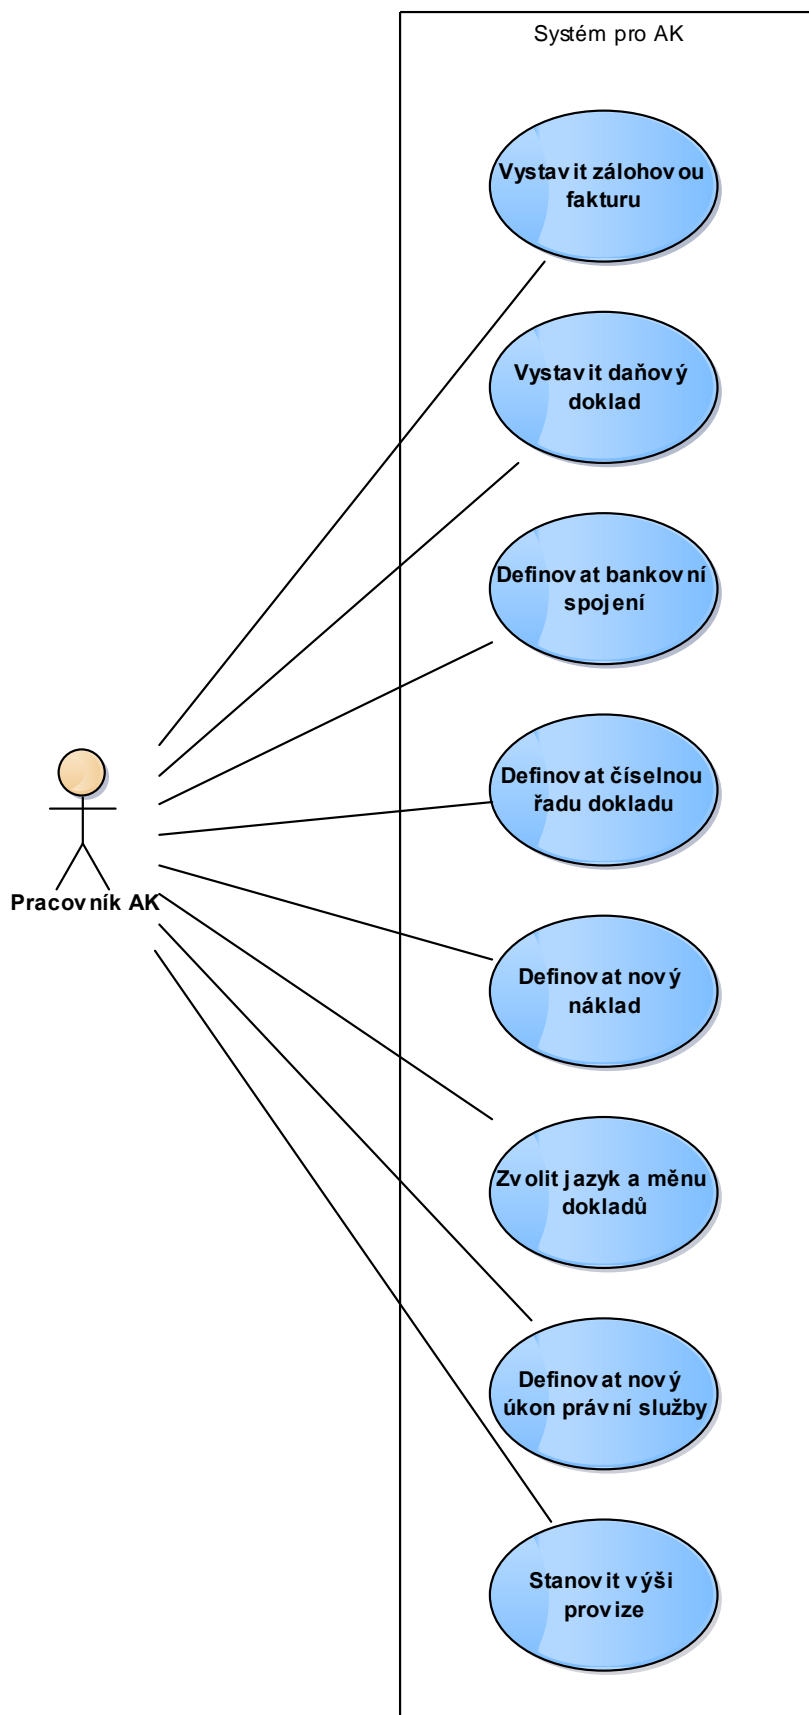 Systém pro AK
Vystavit zálohovou
fakturu
Vystavit daňový
doklad
Definovat bankovní
spojení
Definovat číselnou
řadu dokladu
Pracovník AK
Definovat nový
náklad
Zvolit jazyk a měnu
dokladů
Definovat nový
úkon právní služby
Stanovit výši
provize